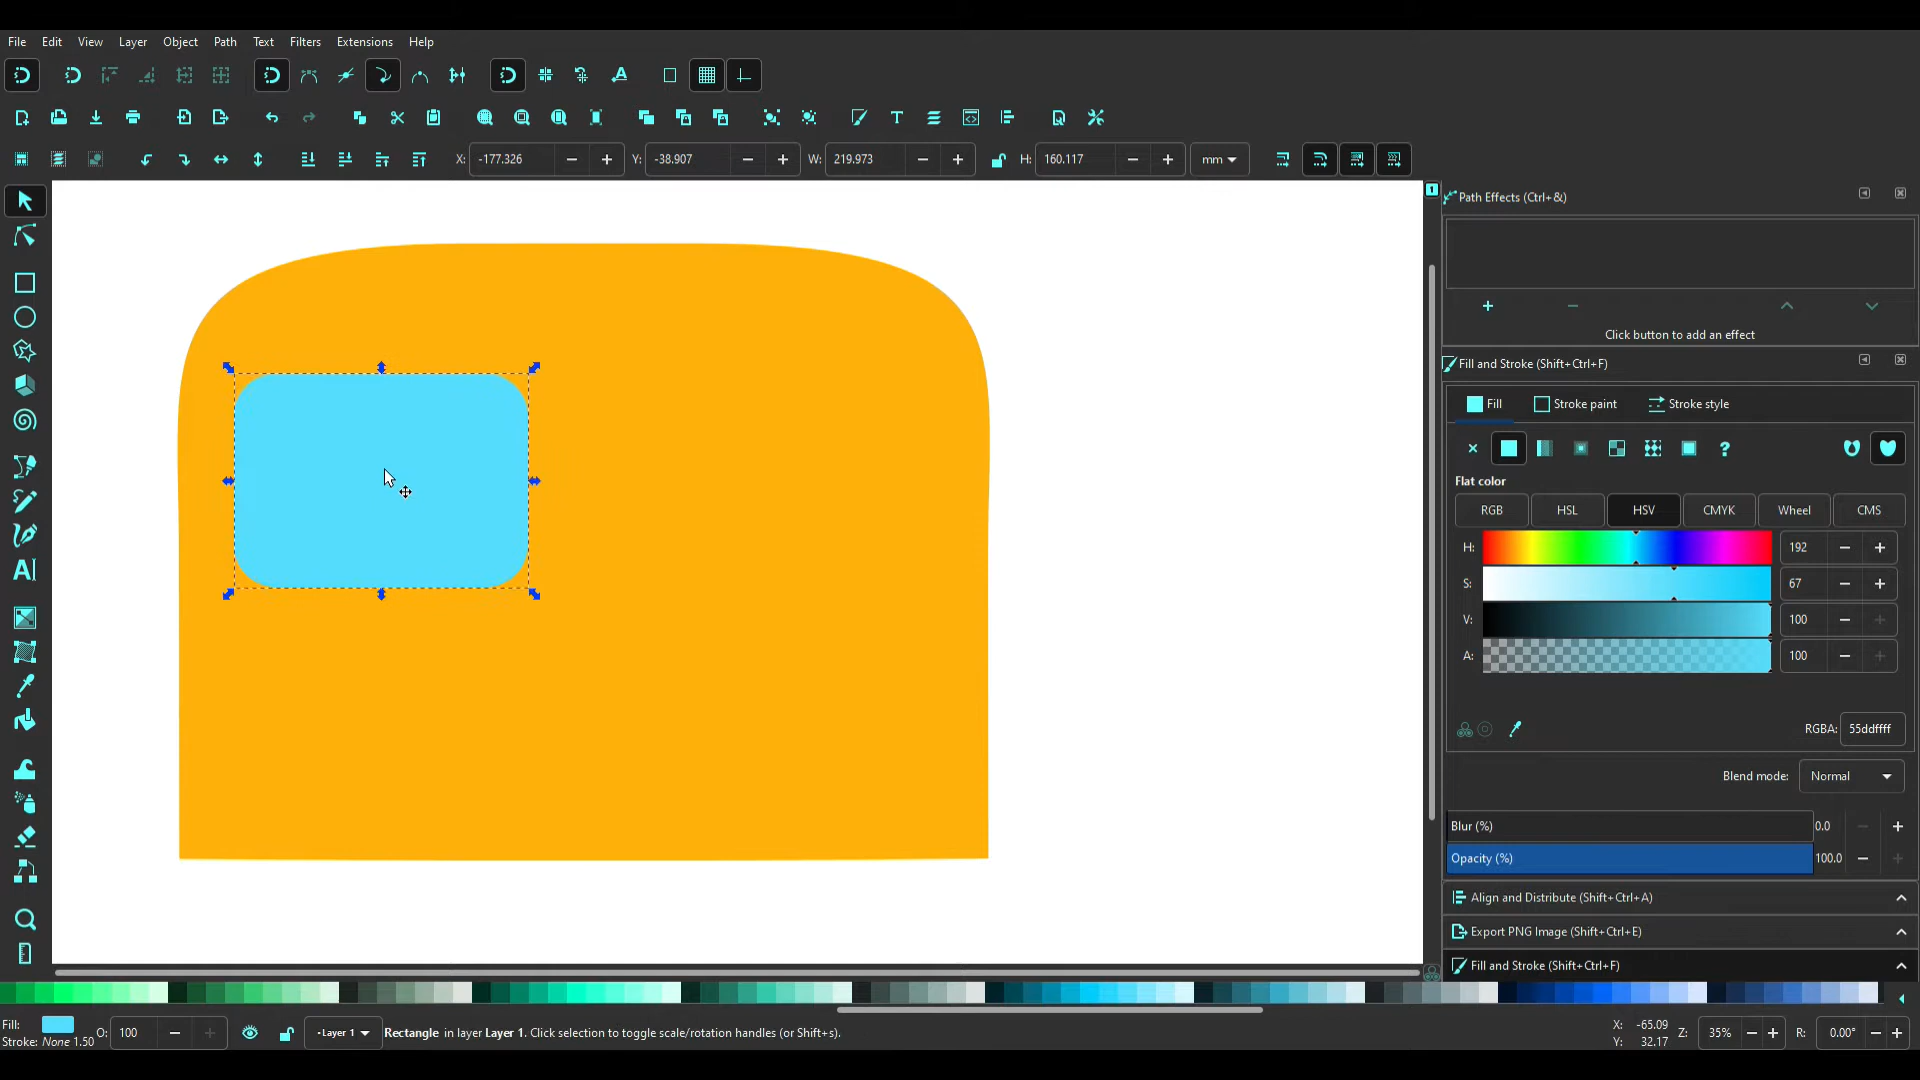 File Edit View Layer Object Path Text Filters Extensions Help
X: -177.326 Y: -38.907 W: 219.973 H: 160.117 mm
Path Effects (Ctrl+&)
Click button to add an effect
Fill and Stroke (Shift+Ctrl+F)
Fill Stroke paint Stroke style
Flat color
RGB HSL HSV CMYK Wheel CMS
H: 192
S: 67
V: 100
A: 100
RGBA: 55ddffff
Blend mode: Normal
Blur (%) 0.0
Opacity (%) 100.0
Align and Distribute (Shift+Ctrl+A)
Export PNG Image (Shift+Ctrl+E)
Fill and Stroke (Shift+Ctrl+F)
Fill: O: 100 Layer 1 Rectangle in layer Layer 1. Click selection to toggle scale/rotation handles (or Shift+s). X: -65.09 Z: 35% R: 0.00°
Stroke: None 1.50 Y: 32.17